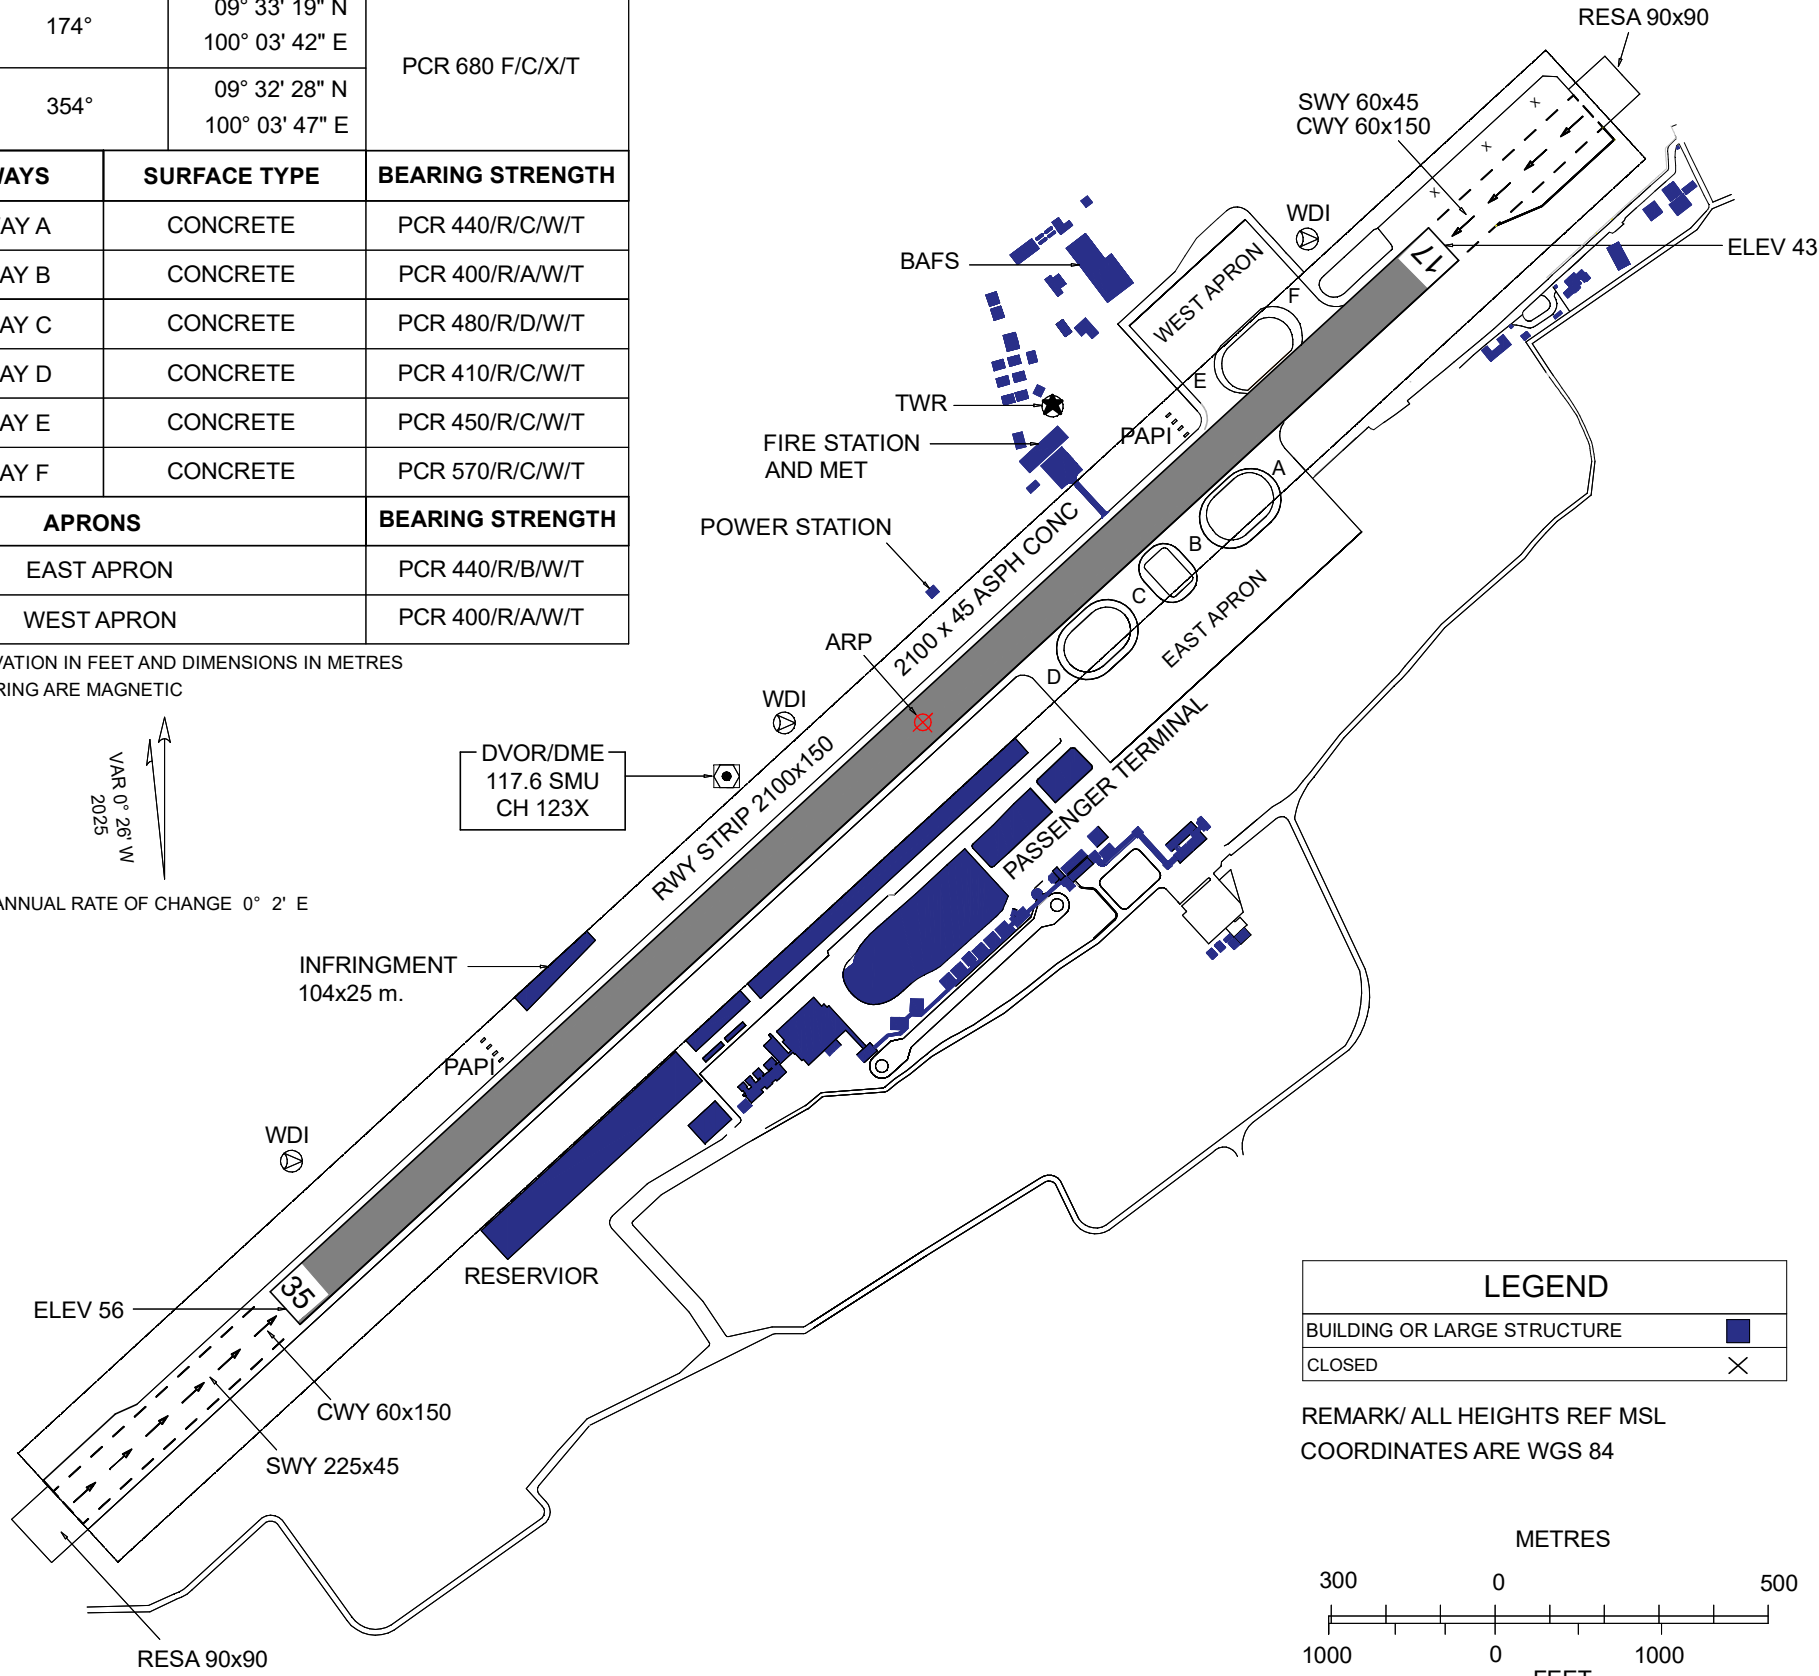 174°
09° 33' 19" N
100° 03' 42" E
PCR 680 F/C/X/T
354°
09° 32' 28" N
100° 03' 47" E
WAYS SURFACE TYPE BEARING STRENGTH
AY A CONCRETE PCR 440/R/C/W/T
AY B CONCRETE PCR 400/R/A/W/T
AY C CONCRETE PCR 480/R/D/W/T
AY D CONCRETE PCR 410/R/C/W/T
AY E CONCRETE PCR 450/R/C/W/T
AY F CONCRETE PCR 570/R/C/W/T
APRONS BEARING STRENGTH
EAST APRON PCR 440/R/B/W/T
WEST APRON PCR 400/R/A/W/T
VATION IN FEET AND DIMENSIONS IN METRES
RING ARE MAGNETIC
VAR 0° 26' W
2025
ANNUAL RATE OF CHANGE 0° 2' E
RESA 90x90
SWY 60x45
CWY 60x150
WDI
ELEV 43
17
BAFS
WEST APRON
F
E
TWR
PAPI
FIRE STATION
AND MET
A
B
C
D
POWER STATION
2100 x 45 ASPH CONC
EAST APRON
ARP
WDI
DVOR/DME
117.6 SMU
CH 123X
RWY STRIP 2100x150
PASSENGER TERMINAL
INFRINGMENT
104x25 m.
PAPI
WDI
RESERVIOR
35
ELEV 56
CWY 60x150
SWY 225x45
RESA 90x90
LEGEND
BUILDING OR LARGE STRUCTURE
CLOSED
REMARK/ ALL HEIGHTS REF MSL
COORDINATES ARE WGS 84
METRES
300 0 500
1000 0 1000
FEET